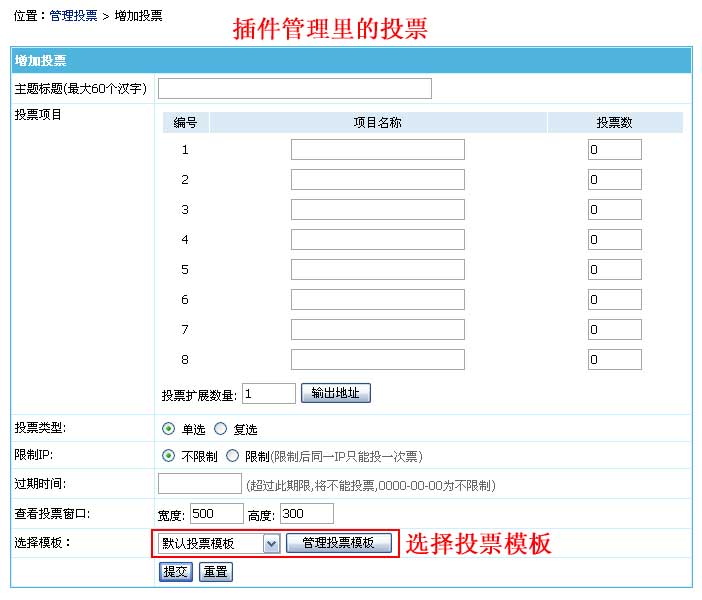 位置：管理投票 > 增加投票
插件管理里的投票
增加投票
主题标题(最大60个汉字)
投票项目
编号 项目名称 投票数
1 0
2 0
3 0
4 0
5 0
6 0
7 0
8 0
投票扩展数量: 1 输出地址
投票类型: 单选 复选
限制IP: 不限制 限制(限制后同一IP只能投一次票)
过期时间: (超过此期限,将不能投票,0000-00-00为不限制)
查看投票窗口: 宽度: 500 高度: 300
选择模板： 默认投票模板 管理投票模板 选择投票模板
提交 重置